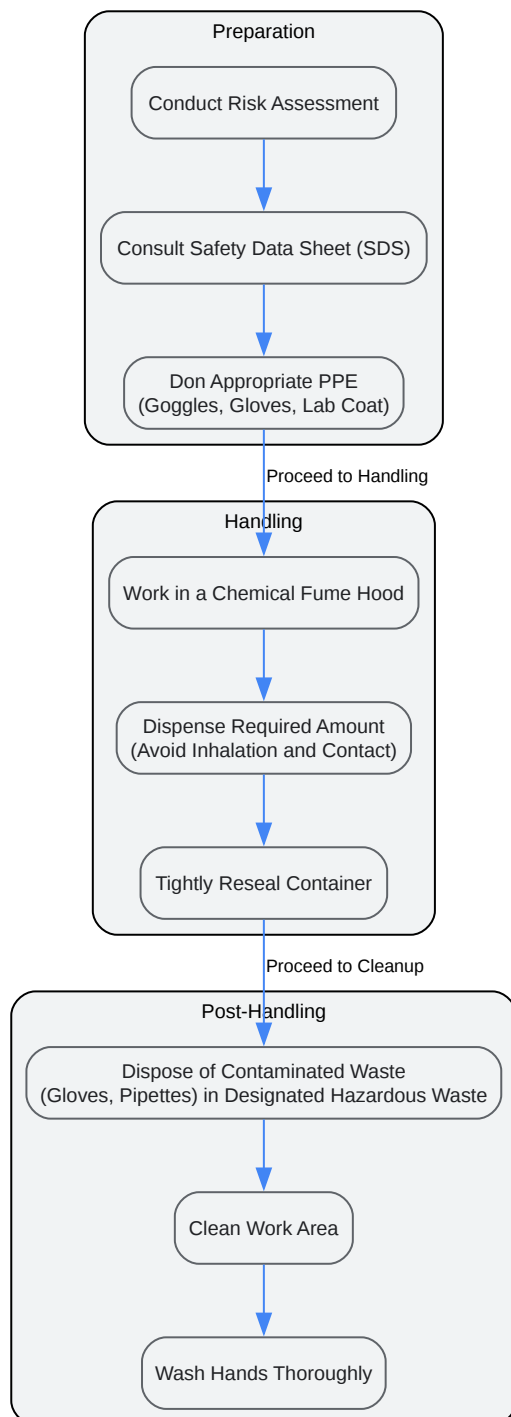 Preparation
Conduct Risk Assessment
Consult Safety Data Sheet (SDS)
Don Appropriate PPE
(Goggles, Gloves, Lab Coat)
Proceed to Handling
Handling
Work in a Chemical Fume Hood
Dispense Required Amount
(Avoid Inhalation and Contact)
Tightly Reseal Container
Proceed to Cleanup
Post-Handling
Dispose of Contaminated Waste
(Gloves, Pipettes) in Designated Hazardous Waste
Clean Work Area
Wash Hands Thoroughly